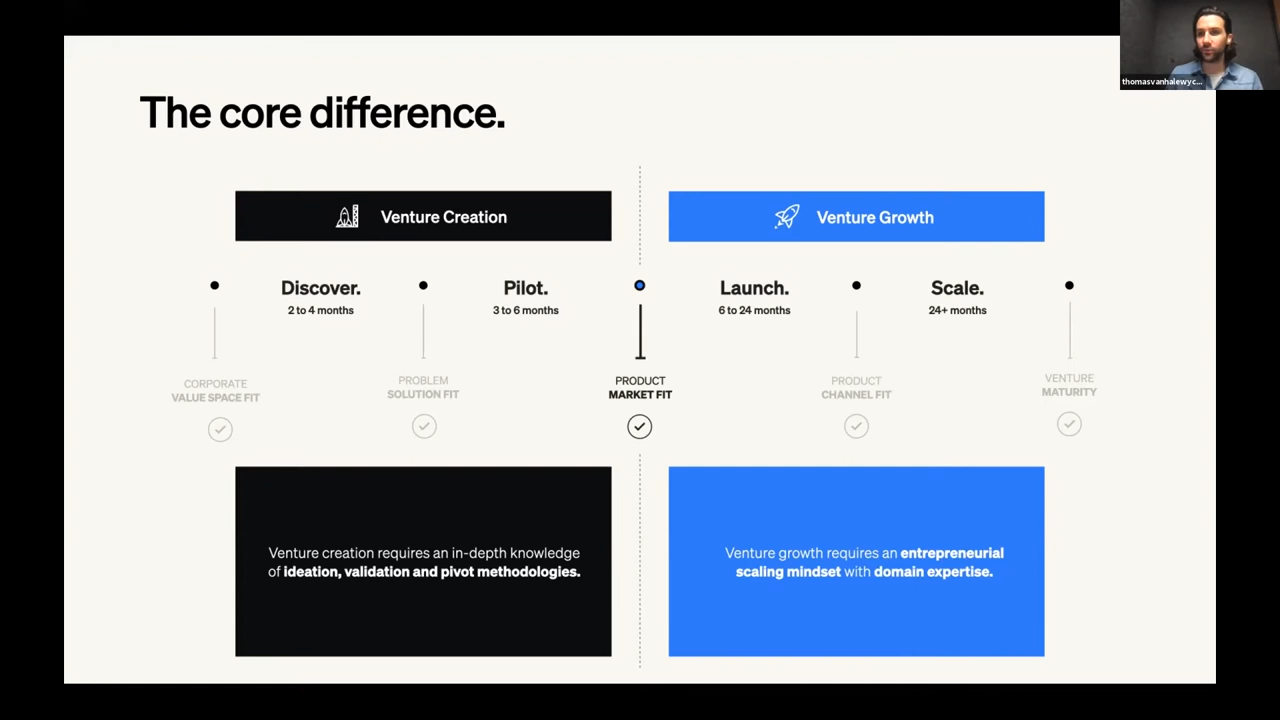 thomasvanhalewyc...
The core difference.
Venture Creation
Venture Growth
Discover.
2 to 4 months
Pilot.
3 to 6 months
Launch.
6 to 24 months
Scale.
24+ months
CORPORATE
VALUE SPACE FIT
PROBLEM
SOLUTION FIT
PRODUCT
MARKET FIT
PRODUCT
CHANNEL FIT
VENTURE
MATURITY
Venture creation requires an in-depth knowledge
of ideation, validation and pivot methodologies.
Venture growth requires an entrepreneurial
scaling mindset with domain expertise.